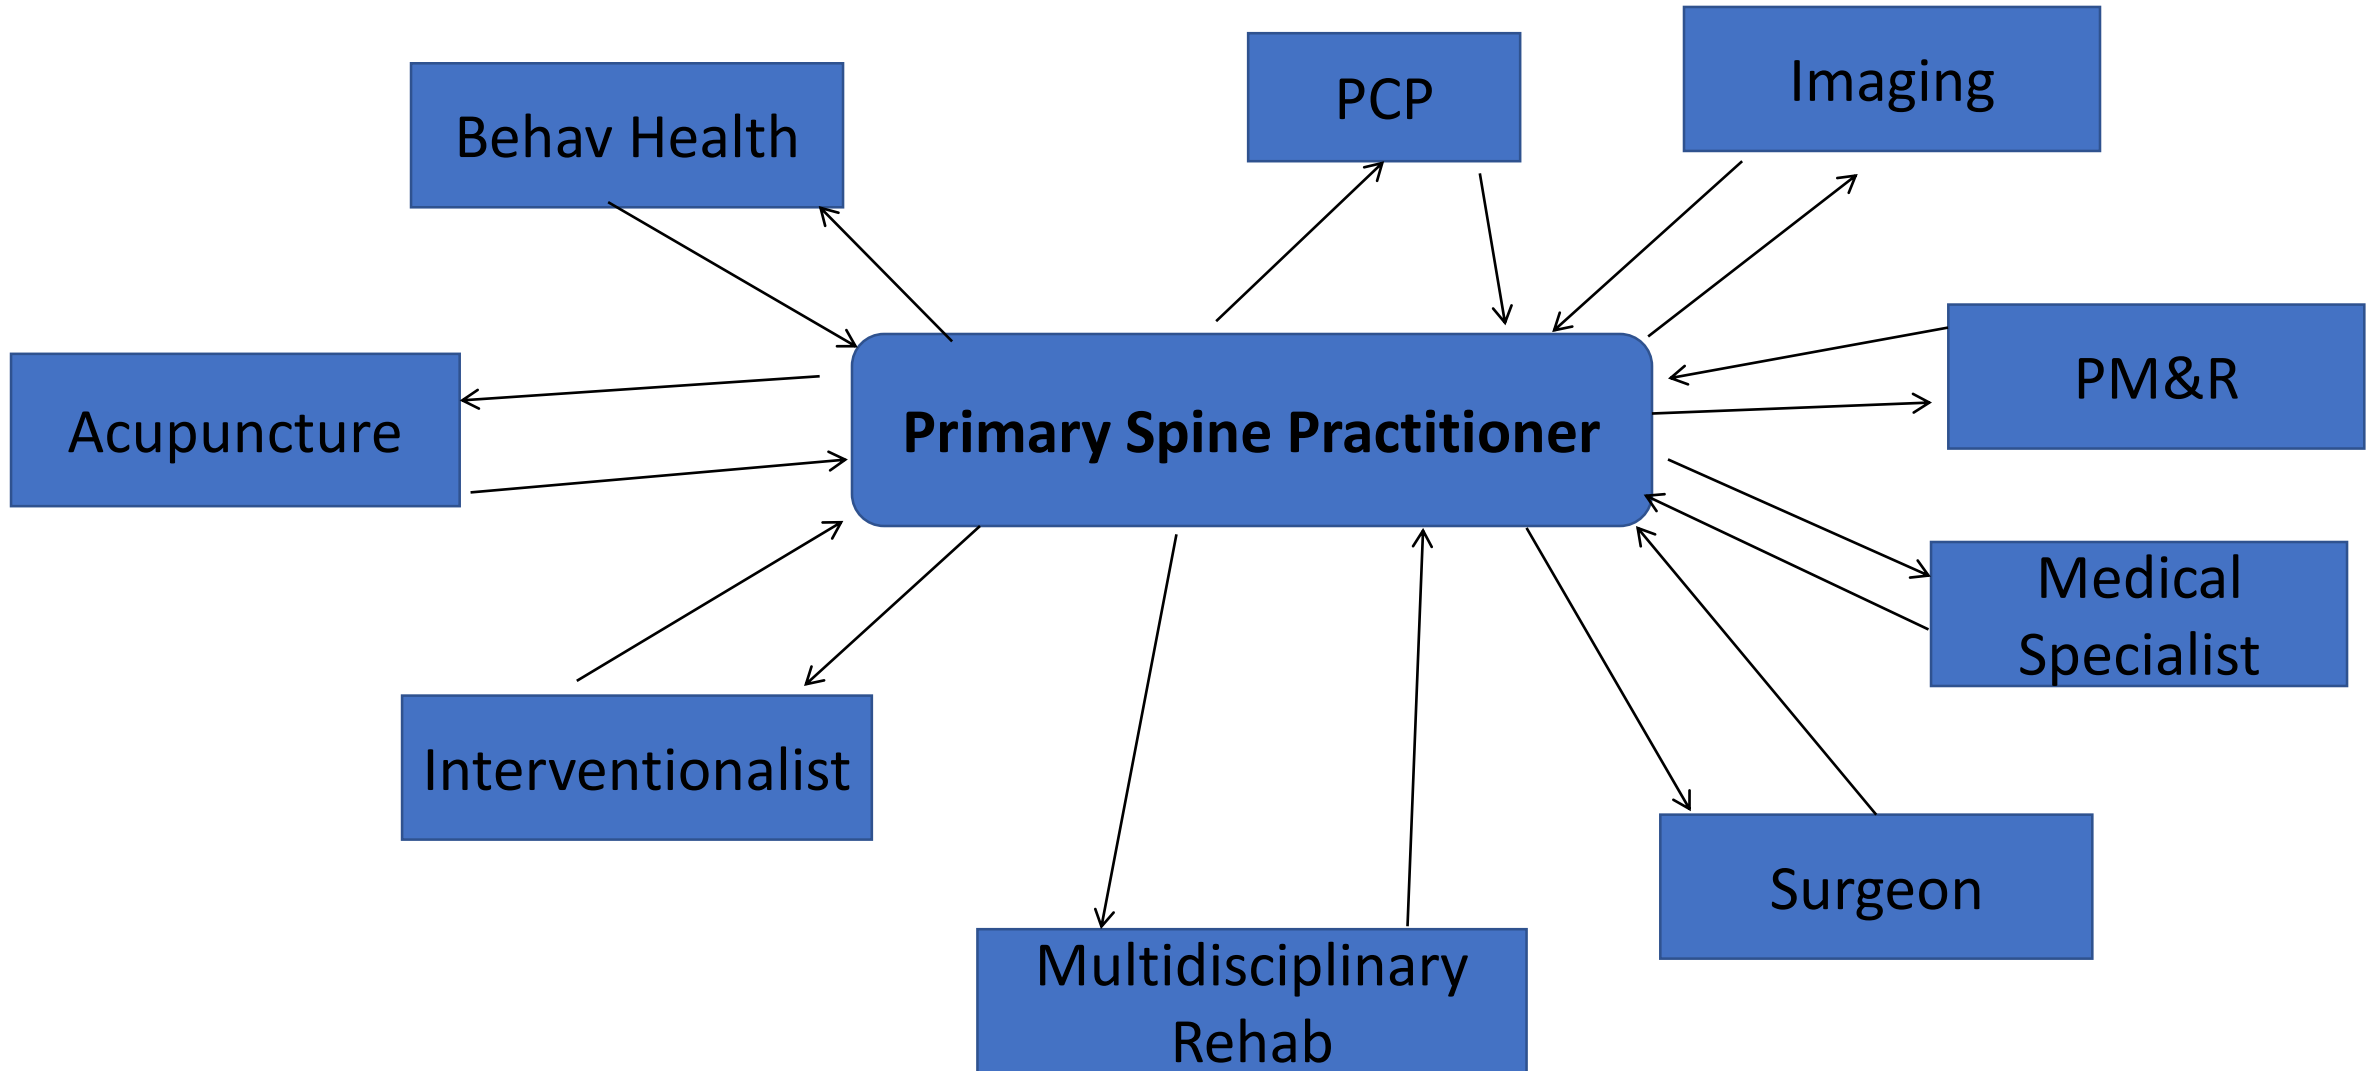 Imaging
PCP
Behav Health
PM&R
Acupuncture
Primary Spine Practitioner
Medical
Specialist
Interventionalist
Surgeon
Multidisciplinary
Rehab